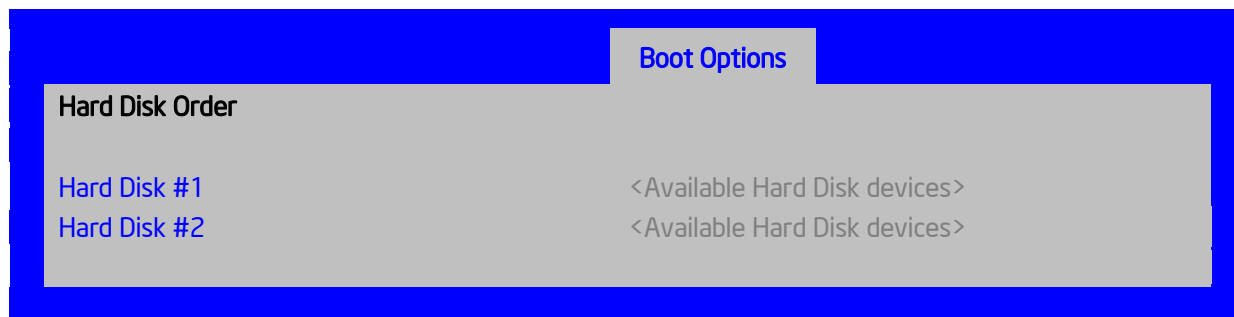 Boot Options
Hard Disk Order
Hard Disk #1 <Available Hard Disk devices>
Hard Disk #2 <Available Hard Disk devices>